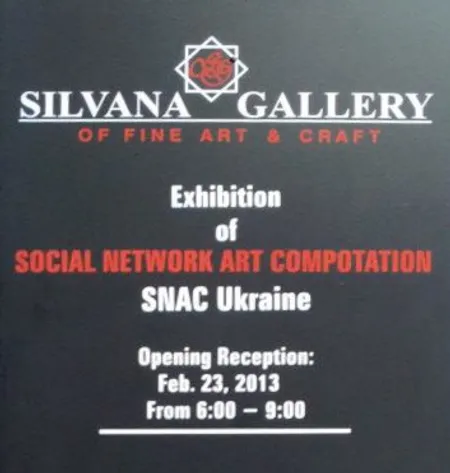 SILVANA GALLERY
OF FINE ART & CRAFT
Exhibition
of
SOCIAL NETWORK ART COMPOTATION
SNAC Ukraine
Opening Reception:
Feb. 23, 2013
From 6:00 – 9:00